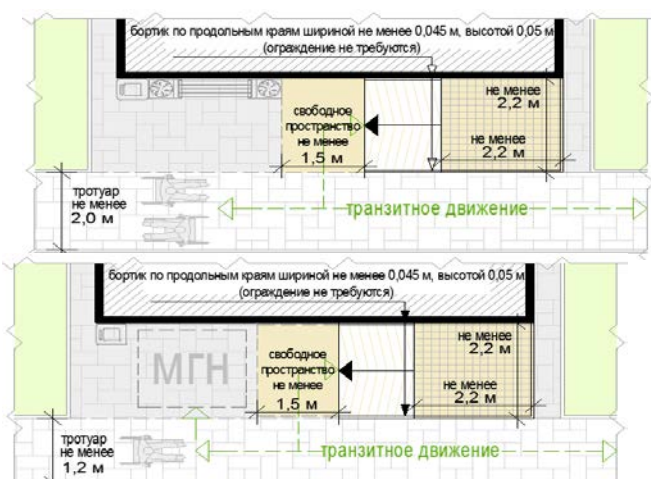 бортик по продольным краям шириной не менее 0,045 м, высотой 0,05 м
(ограждение не требуются)
не менее
2,2 м
свободное
пространство
не менее
1,5 м
не менее
2,2 м
тротуар
не менее
2,0 м
транзитное движение
бортик по продольным краям шириной не менее 0,045 м, высотой 0,05 м
(ограждение не требуются)
не менее
2,2 м
МГН
свободное
пространство
не менее
1,5 м
не менее
2,2 м
тротуар
не менее
1,2 м
транзитное движение